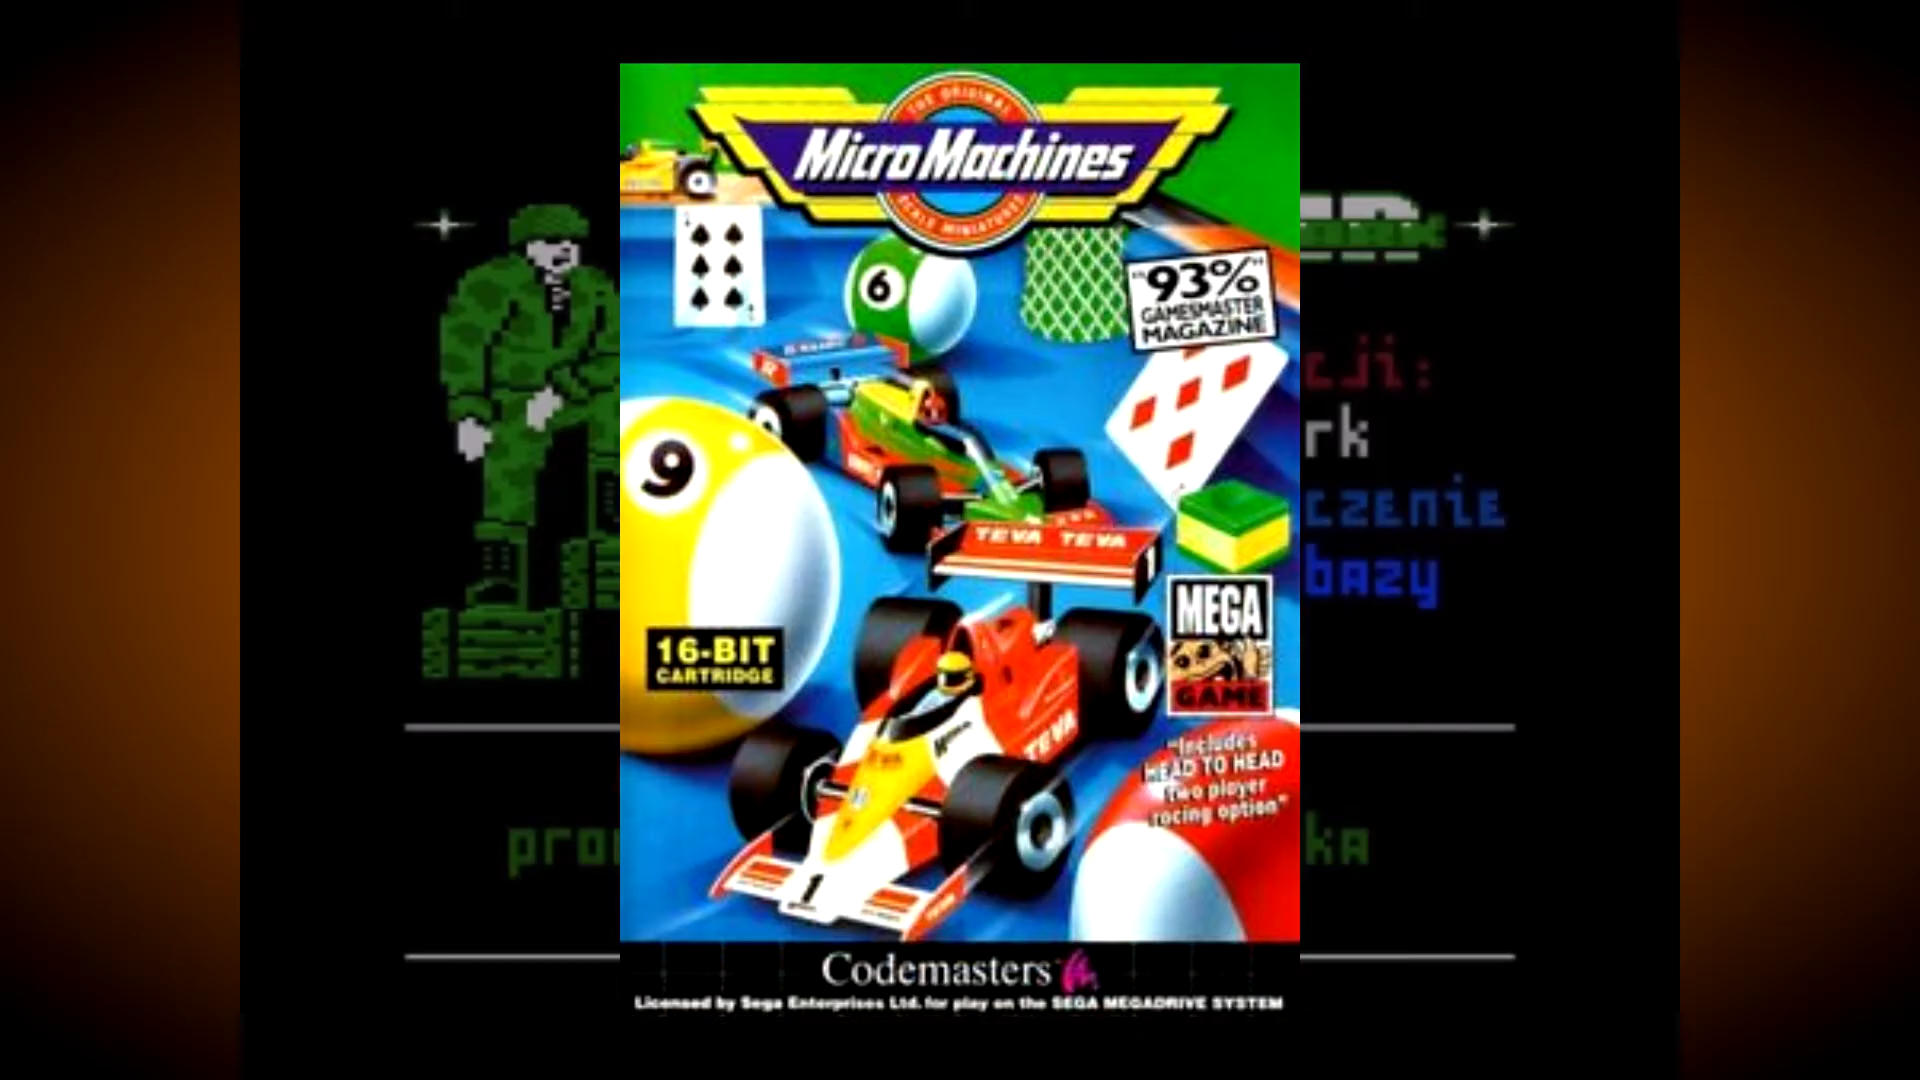 THE ORIGINAL
Micro Machines
SCALE MINIATURES
6
"93%"
GAMESMASTER
MAGAZINE
9
TEVA TEVA
1
MEGA
GAME
16-BIT
CARTRIDGE
TEVA
"Includes
HEAD TO HEAD
Two player
racing option"
1
Codemasters
Licensed by Sega Enterprises Ltd. for play on the SEGA MEGADRIVE SYSTEM
cji:
rk
czenie
bazy
pro
ka